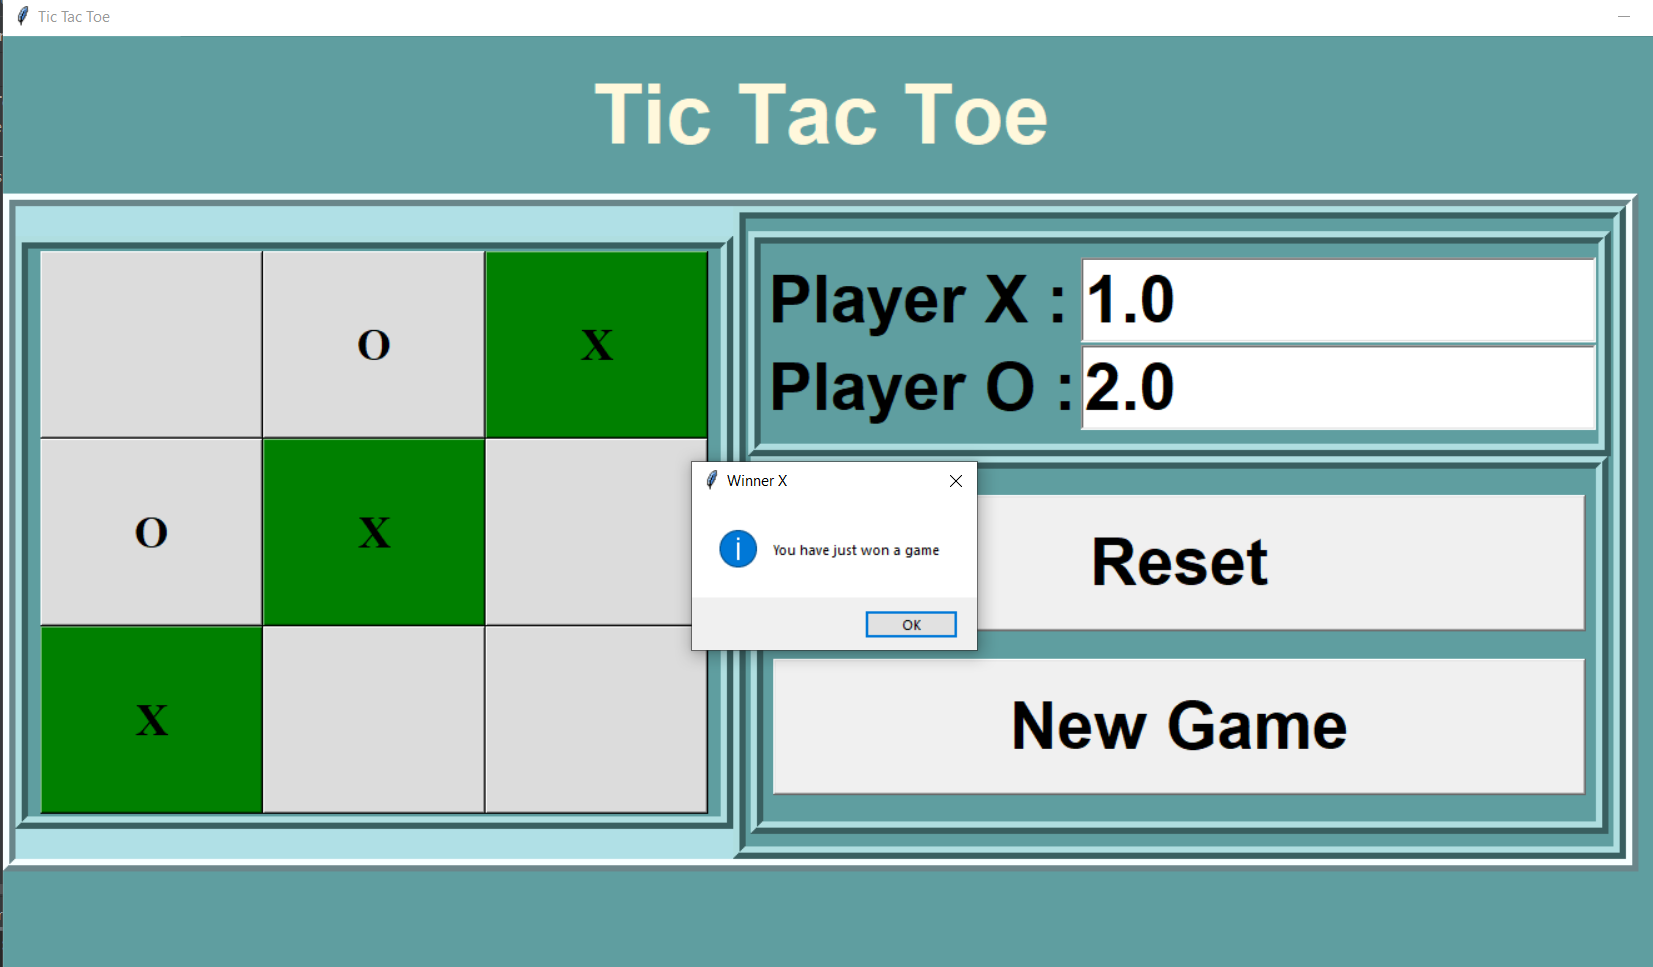 Tic Tac Toe
Tic Tac Toe
O X
O X
X
Player X : 1.0
Player O : 2.0
Winner X
You have just won a game
OK
Reset
New Game